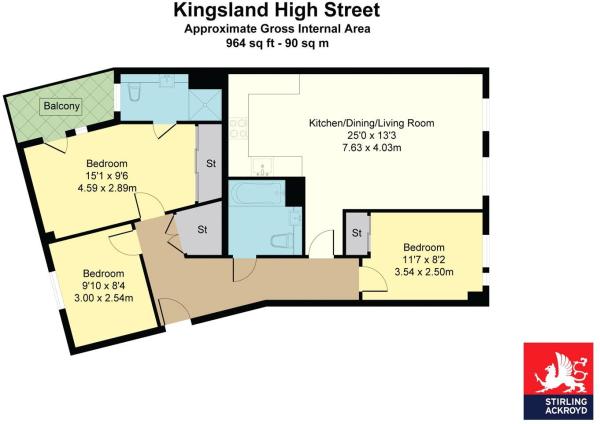 Kingsland High Street
Approximate Gross Internal Area
964 sq ft - 90 sq m
Balcony
Kitchen/Dining/Living Room
25'0 x 13'3
7.63 x 4.03m
Bedroom
15'1 x 9'6
4.59 x 2.89m
St
St
St
Bedroom
11'7 x 8'2
3.54 x 2.50m
Bedroom
9'10 x 8'4
3.00 x 2.54m
STIRLING
ACKROYD